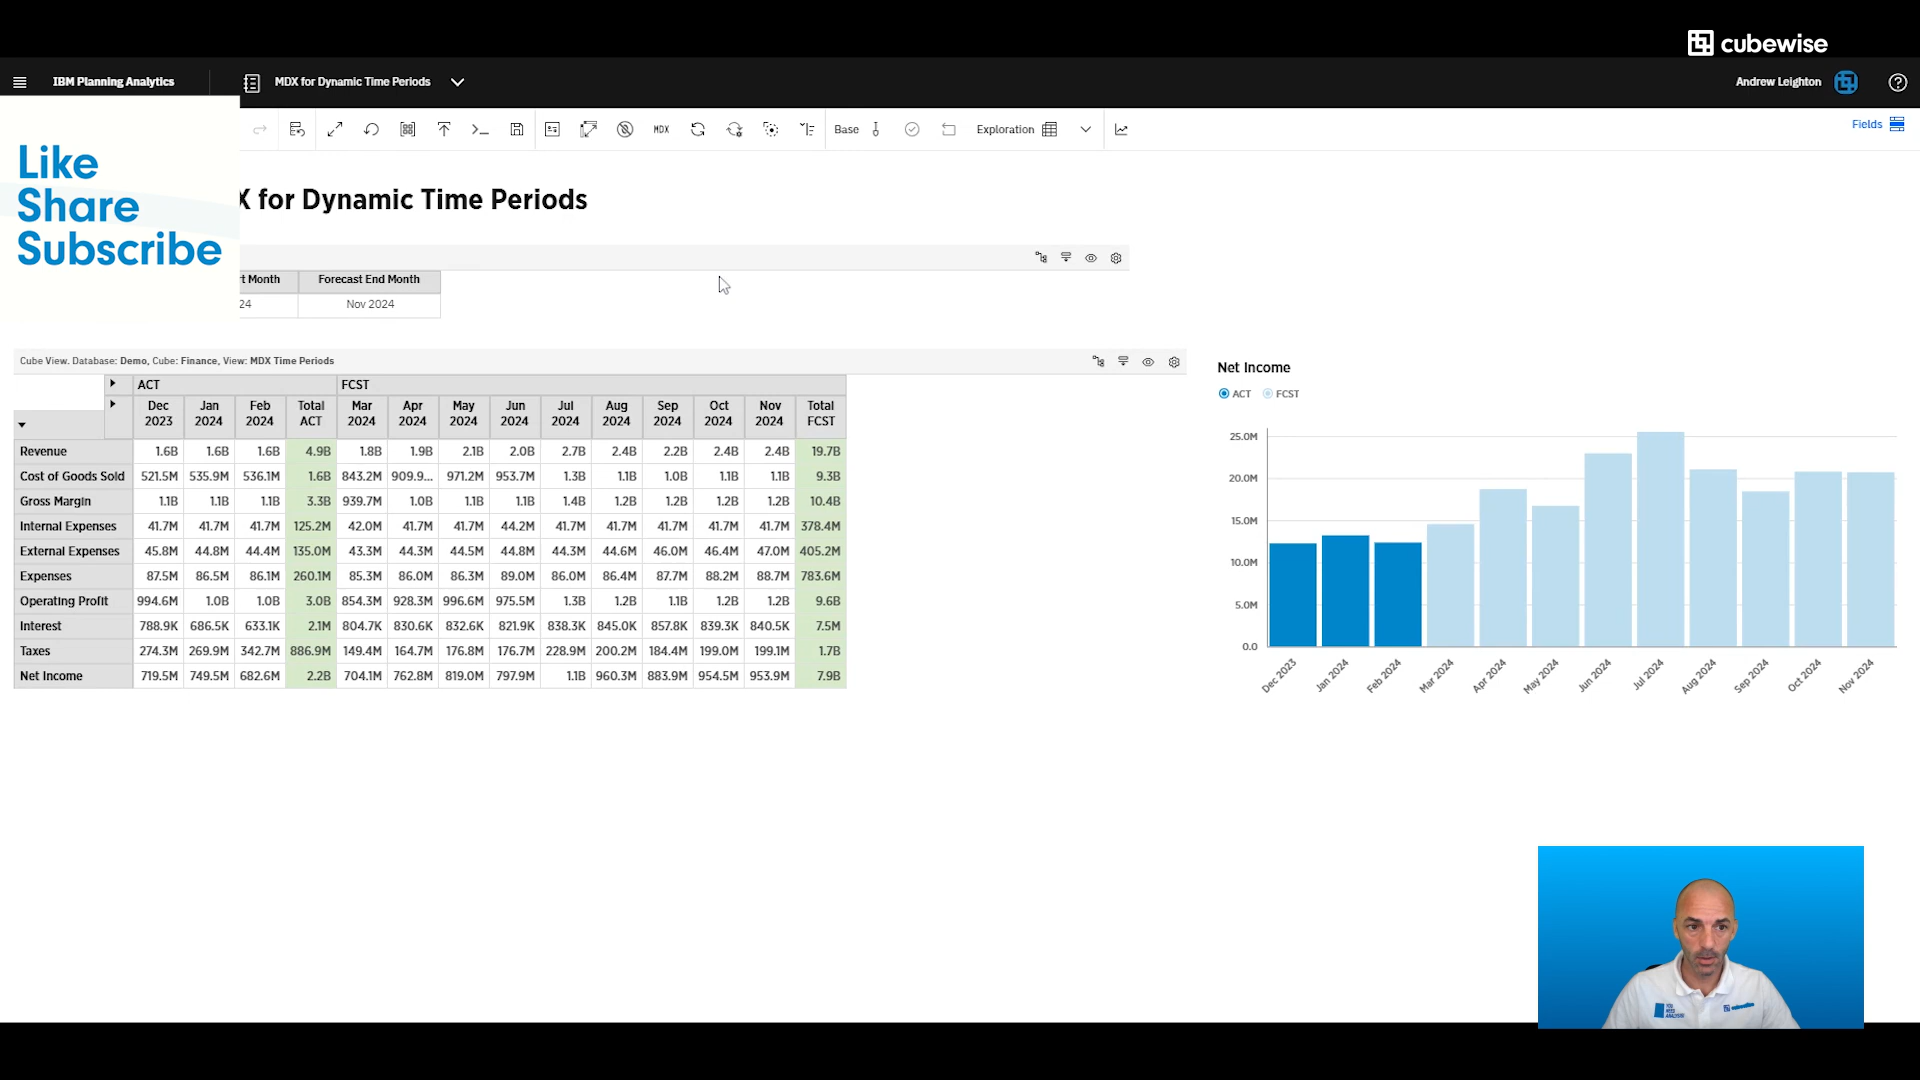 cubewise
IBM Planning Analytics
MDX for Dynamic Time Periods
Andrew Leighton
MDX
Base
Exploration
Fields
Like
Share
Subscribe
X for Dynamic Time Periods
rt Month Forecast End Month
24 Nov 2024
Cube View. Database: Demo, Cube: Finance, View: MDX Time Periods
ACT FCST
Dec 2023 Jan 2024 Feb 2024 Total ACT Mar 2024 Apr 2024 May 2024 Jun 2024 Jul 2024 Aug 2024 Sep 2024 Oct 2024 Nov 2024 Total FCST
Revenue 1.6B 1.6B 1.6B 4.9B 1.8B 1.9B 2.1B 2.0B 2.7B 2.4B 2.2B 2.4B 2.4B 19.7B
Cost of Goods Sold 521.5M 535.9M 536.1M 1.6B 843.2M 909.9... 971.2M 953.7M 1.3B 1.1B 1.0B 1.1B 1.1B 9.3B
Gross Margin 1.1B 1.1B 1.1B 3.3B 939.7M 1.0B 1.1B 1.1B 1.4B 1.2B 1.2B 1.2B 1.2B 10.4B
Internal Expenses 41.7M 41.7M 41.7M 125.2M 42.0M 41.7M 41.7M 44.2M 41.7M 41.7M 41.7M 41.7M 41.7M 378.4M
External Expenses 45.8M 44.8M 44.4M 135.0M 43.3M 44.3M 44.5M 44.8M 44.3M 44.6M 46.0M 46.4M 47.0M 405.2M
Expenses 87.5M 86.5M 86.1M 260.1M 85.3M 86.0M 86.3M 89.0M 86.0M 86.4M 87.7M 88.2M 88.7M 783.6M
Operating Profit 994.6M 1.0B 1.0B 3.0B 854.3M 928.3M 996.6M 975.5M 1.3B 1.2B 1.1B 1.2B 1.2B 9.6B
Interest 788.9K 686.5K 633.1K 2.1M 804.7K 830.6K 832.6K 821.9K 838.3K 845.0K 857.8K 839.3K 840.5K 7.5M
Taxes 274.3M 269.9M 342.7M 886.9M 149.4M 164.7M 176.8M 176.7M 228.9M 200.2M 184.4M 199.0M 199.1M 1.7B
Net Income 719.5M 749.5M 682.6M 2.2B 704.1M 762.8M 819.0M 797.9M 1.1B 960.3M 883.9M 954.5M 953.9M 7.9B
Net Income
ACT FCST
25.0M
20.0M
15.0M
10.0M
5.0M
0.0
Dec 2023 Jan 2024 Feb 2024 Mar 2024 Apr 2024 May 2024 Jun 2024 Jul 2024 Aug 2024 Sep 2024 Oct 2024 Nov 2024